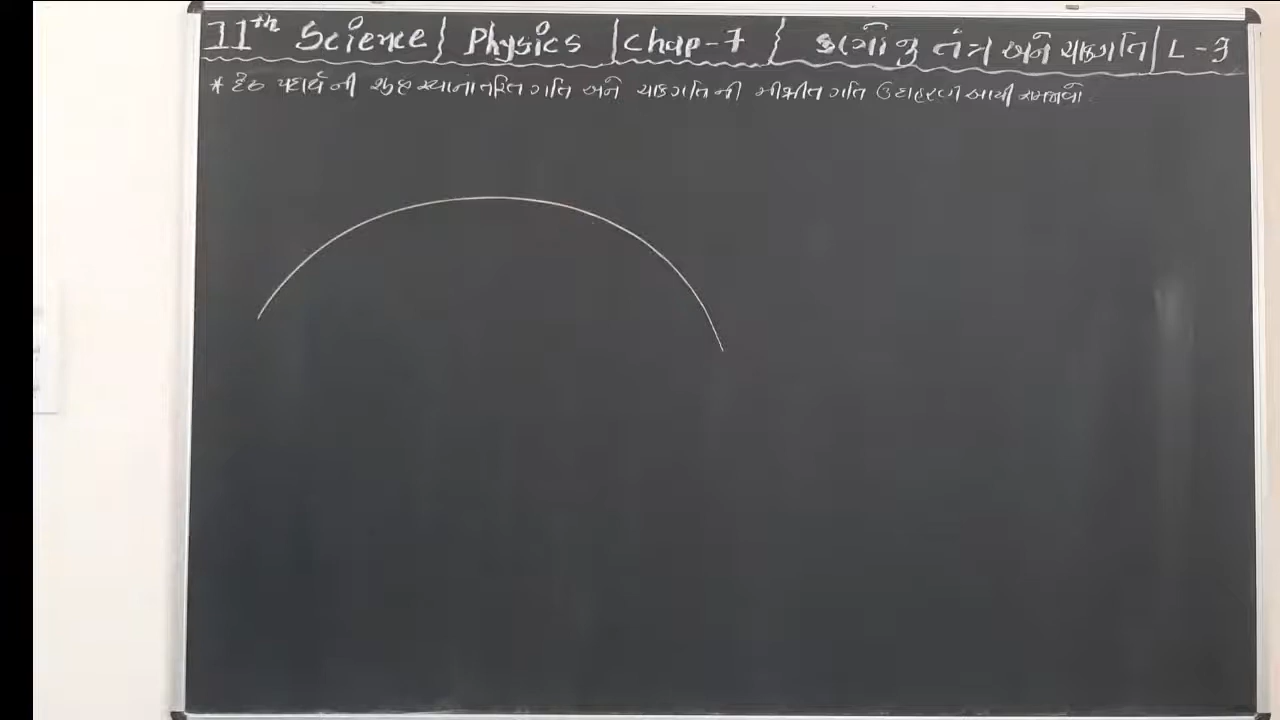 11th Science } Physics | Chap-7 } કણોનું તંત્ર અને ચાકગતિ | L-3
* દૃઢ પદાર્થની શુદ્ધ સ્થાનાંતરિત ગતિ અને ચાકગતિની મીશ્રીત ગતિ ઉદાહરણ આપી સમજાવો